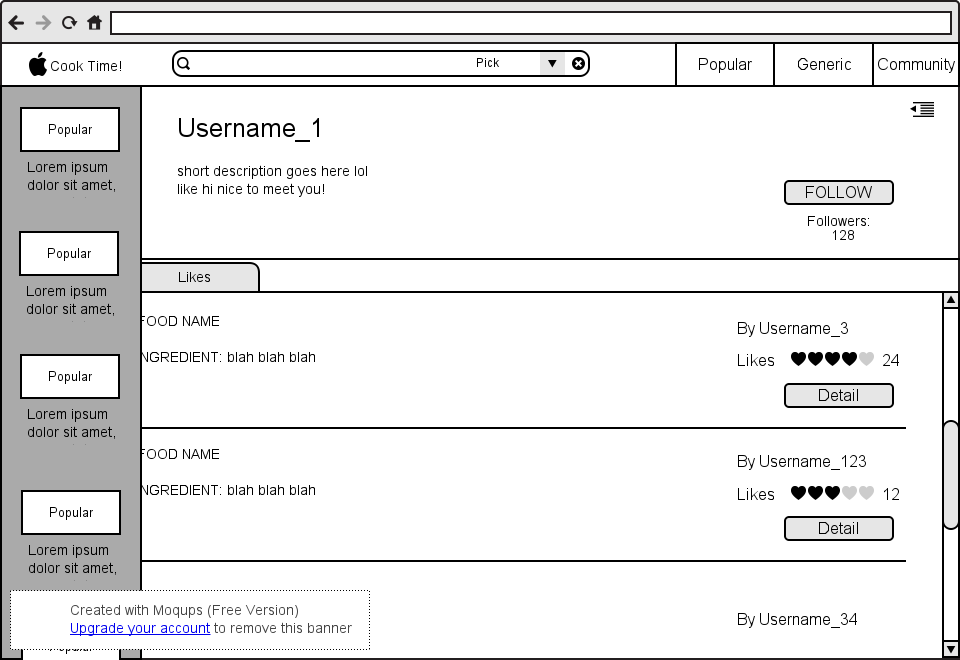 Cook Time!
Pick
Popular
Generic
Community
Popular
Lorem ipsum
dolor sit amet,
Popular
Lorem ipsum
dolor sit amet,
Popular
Lorem ipsum
dolor sit amet,
Popular
Lorem ipsum
dolor sit amet,
Username_1
short description goes here lol
like hi nice to meet you!
FOLLOW
Followers:
128
Likes
FOOD NAME
NGREDIENT: blah blah blah
By Username_3
Likes 24
Detail
FOOD NAME
NGREDIENT: blah blah blah
By Username_123
Likes 12
Detail
By Username_34
Created with Moqups (Free Version)
Upgrade your account to remove this banner